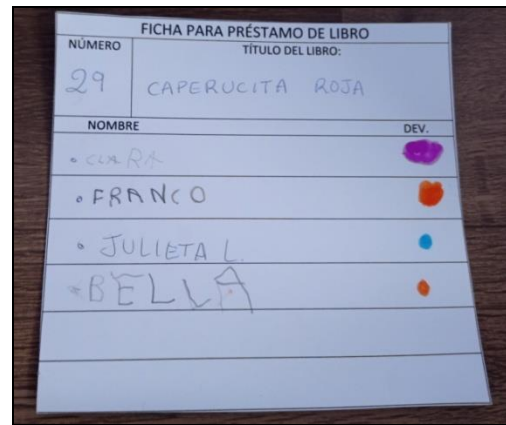 FICHA PARA PRÉSTAMO DE LIBRO
NÚMERO TÍTULO DEL LIBRO:
29 CAPERUCITA ROJA
NOMBRE DEV.
• CLARA
• FRANCO
• JULIETA L.
• BELLA